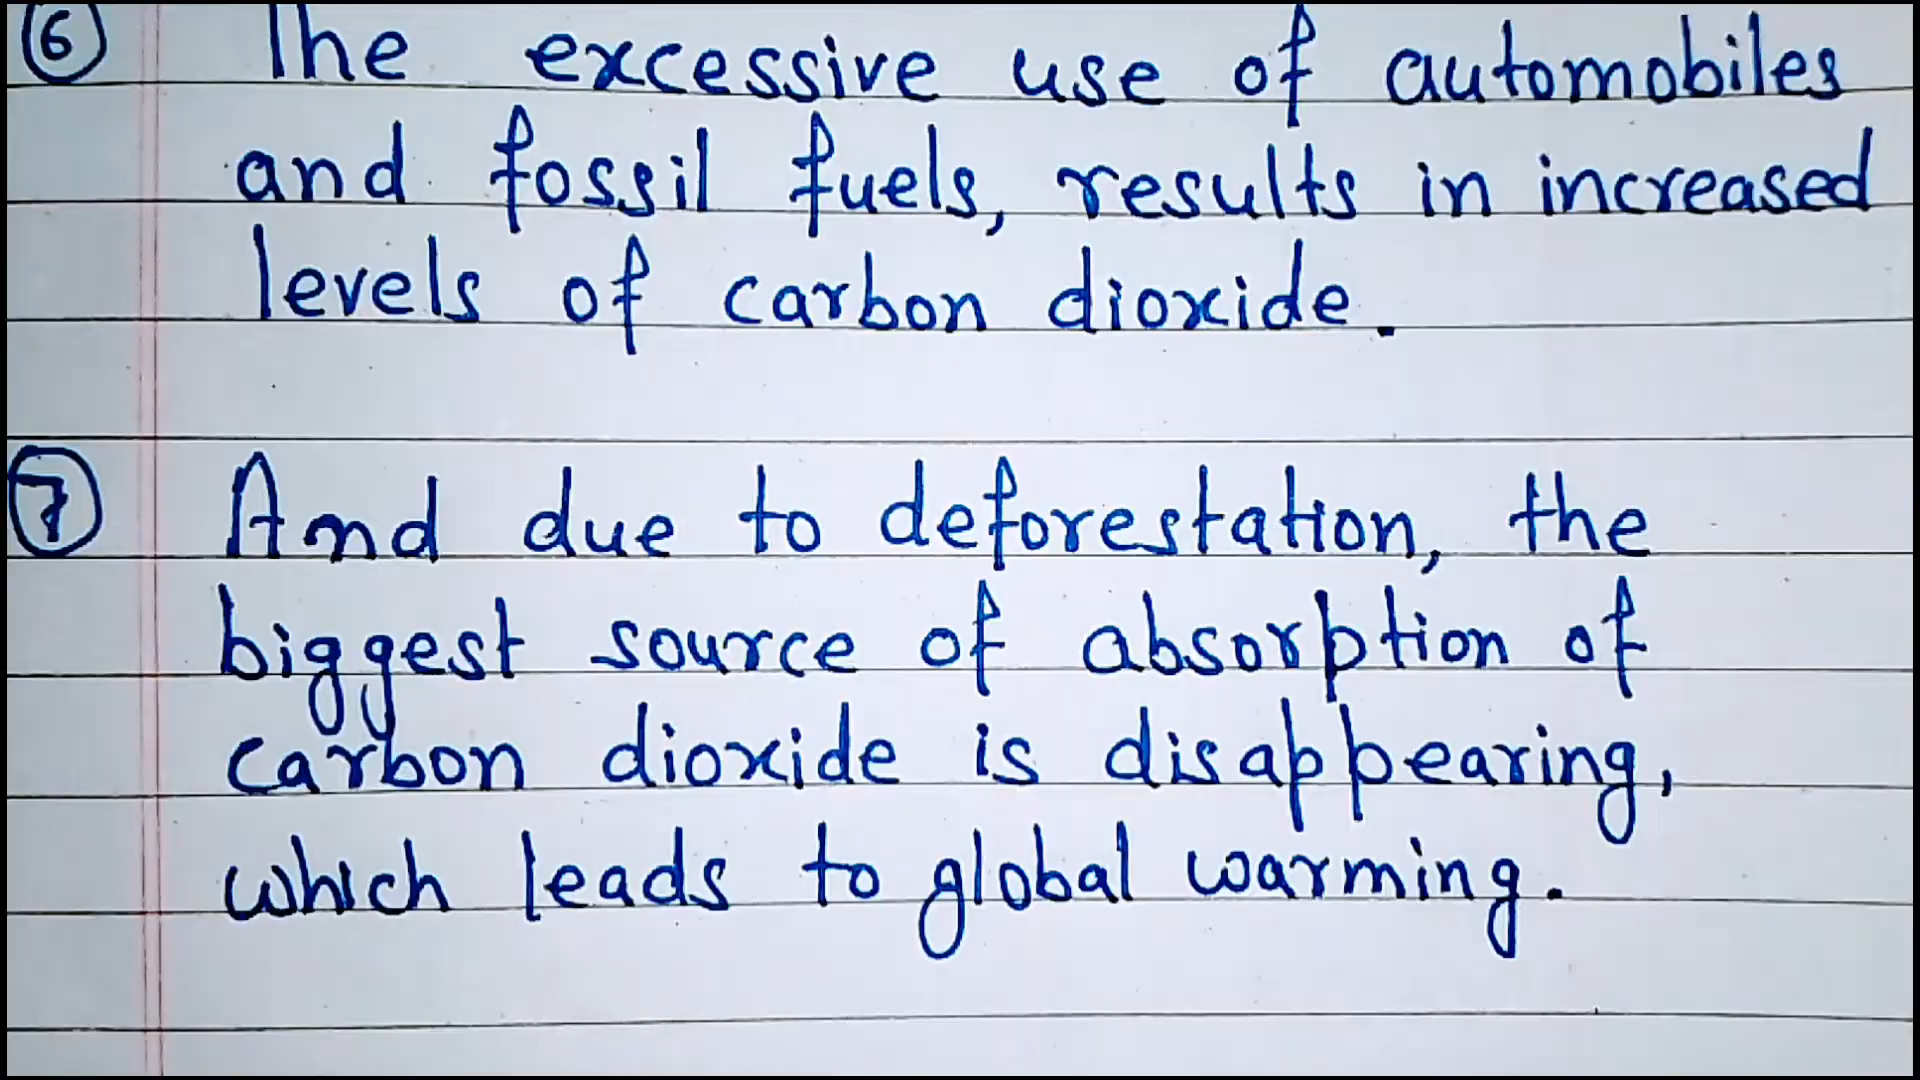 6 The excessive use of automobiles
and fossil fuels, results in increased
levels of carbon dioxide.
7 And due to deforestation, the
biggest source of absorption of
carbon dioxide is disappearing,
which leads to global warming.